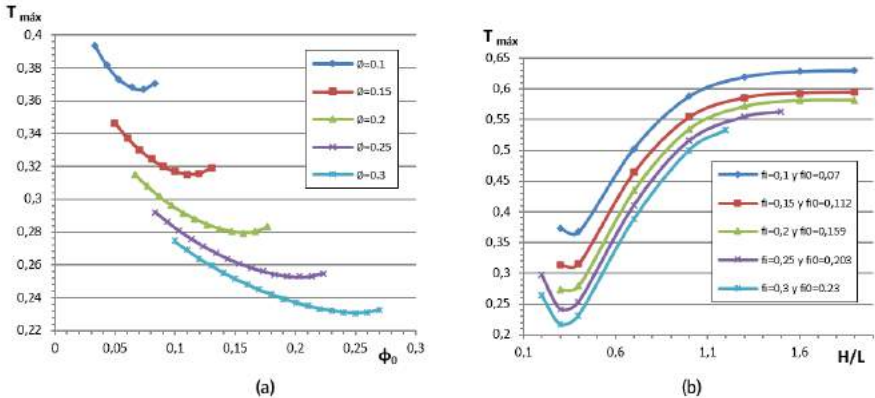 T máx
0,4
0,38
0,36
0,34
0,32
0,3
0,28
0,26
0,24
0,22
0
0,05
0,1
0,15
0,2
0,25
0,3
ϕ0
Ø=0.1
Ø=0.15
Ø=0.2
Ø=0.25
Ø=0.3
(a)
T máx
0,65
0,6
0,55
0,5
0,45
0,4
0,35
0,3
0,25
0,2
0,1
0,6
1,1
1,6
H/L
fi=0,1 y fi0=0,07
fi=0,15 y fi0=0,112
fi=0,2 y fi0=0,159
fi=0,25 y fi0=0,203
fi=0,3 y fi0=0.23
(b)